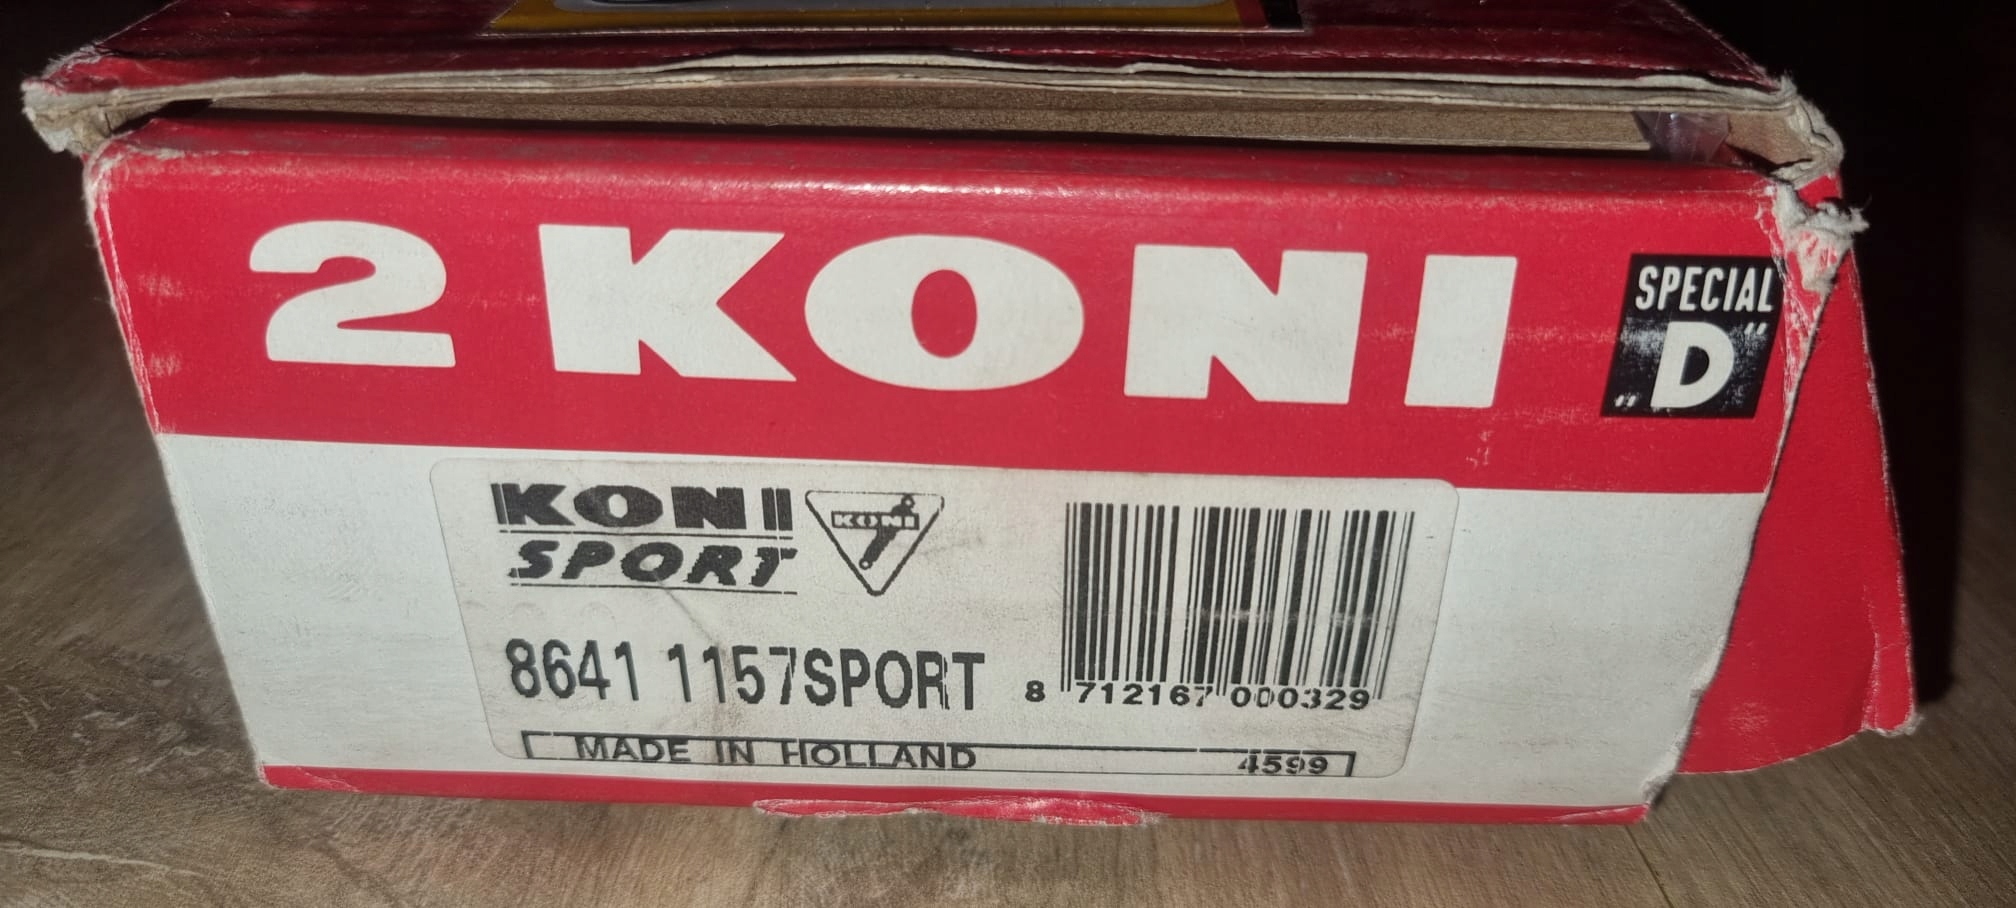 2 KONI
SPECIAL
„D“
KONI
SPORT
KONI
8641 1157SPORT
8 712167 000329
MADE IN HOLLAND
4599